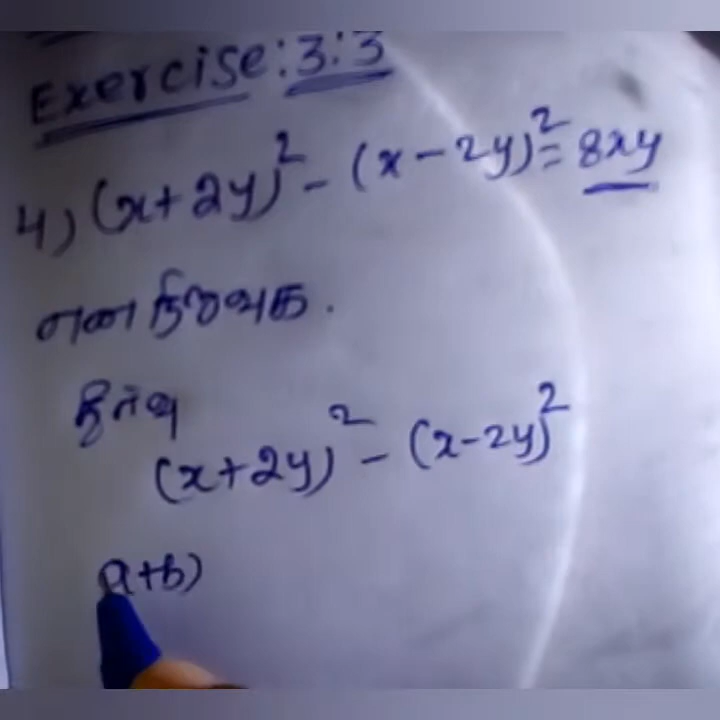 Exercise:3.3
4) (x+2y)² - (x-2y)² = 8xy
என நிறுவுக.
தீர்வு
(x+2y)² - (x-2y)²
a+b)